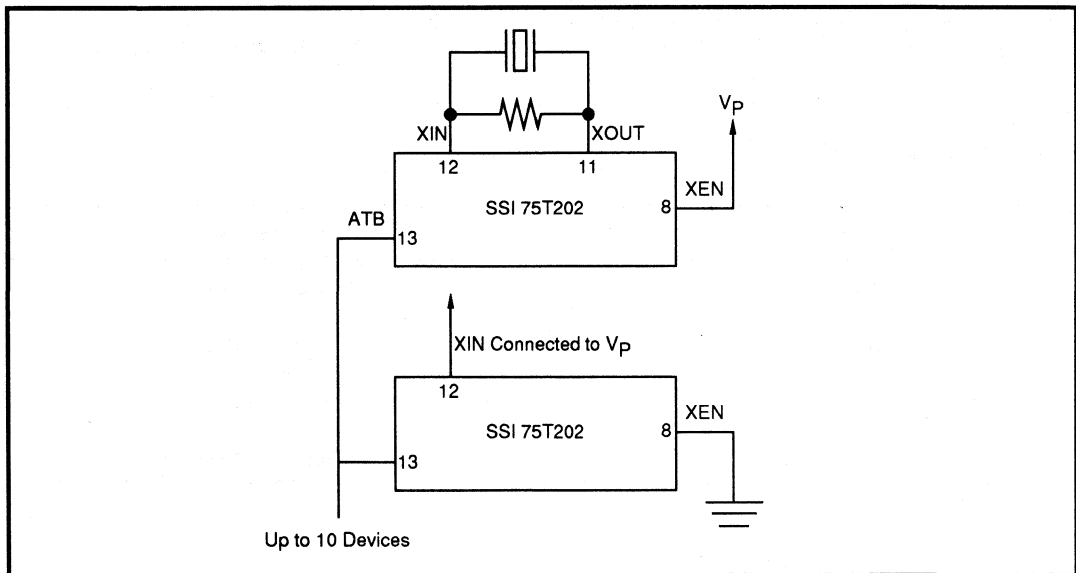 VP
XIN
XOUT
12
11
XEN
SSI 75T202
8
ATB
13
XIN Connected to VP
12
XEN
SSI 75T202
8
13
Up to 10 Devices